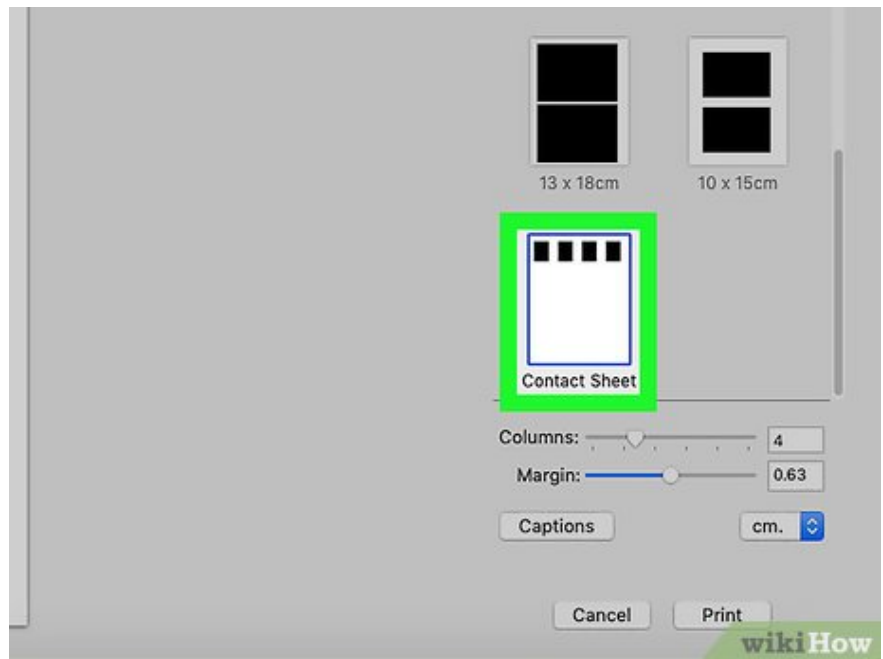 13 x 18cm
10 x 15cm
Contact Sheet
Columns: 4
Margin: 0.63
Captions cm.
Cancel Print
wikiHow